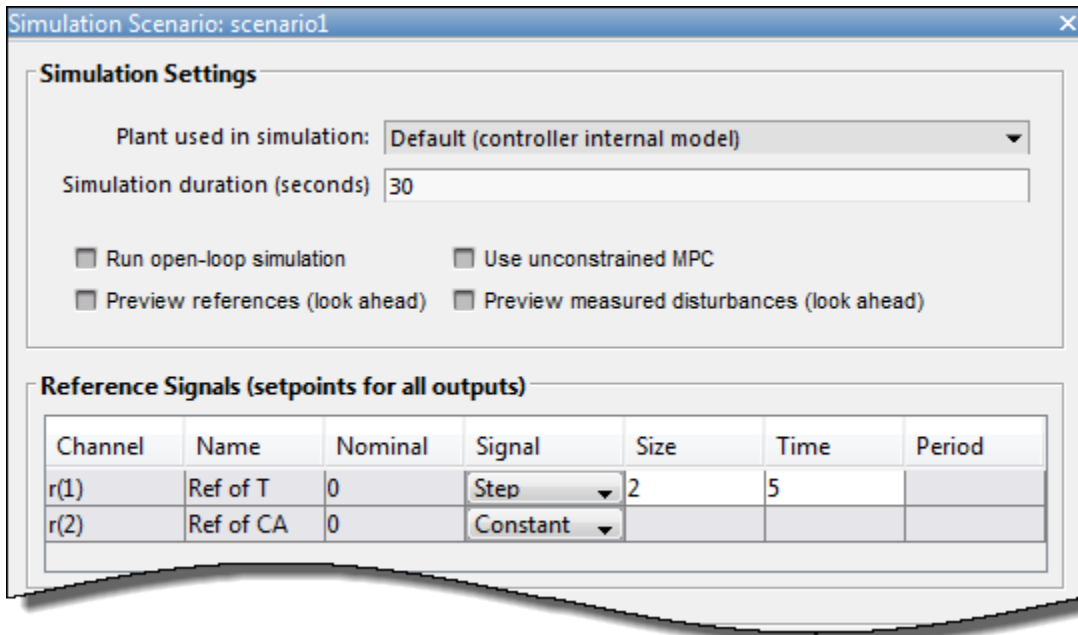 Simulation Scenario: scenario1
Simulation Settings
Plant used in simulation: Default (controller internal model)
Simulation duration (seconds) 30
Run open-loop simulation Use unconstrained MPC
Preview references (look ahead) Preview measured disturbances (look ahead)
Reference Signals (setpoints for all outputs)
Channel Name Nominal Signal Size Time Period
r(1) Ref of T 0 Step 2 5
r(2) Ref of CA 0 Constant